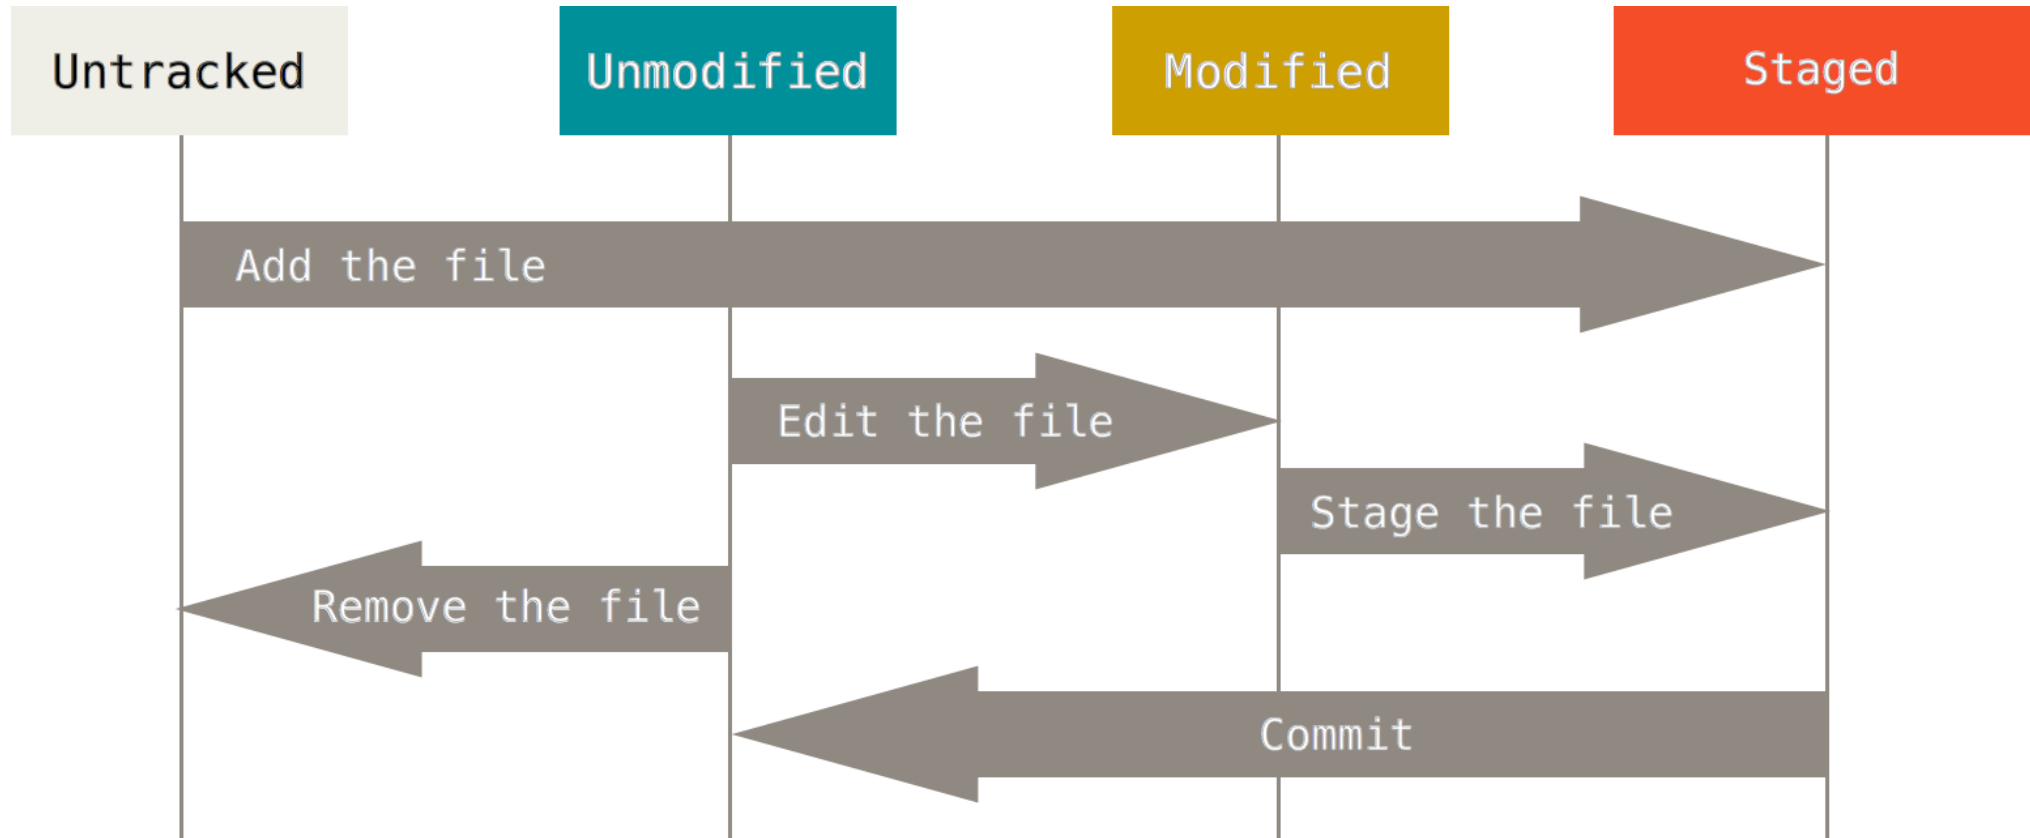 Untracked
Unmodified
Modified
Staged
Add the file
Edit the file
Stage the file
Remove the file
Commit